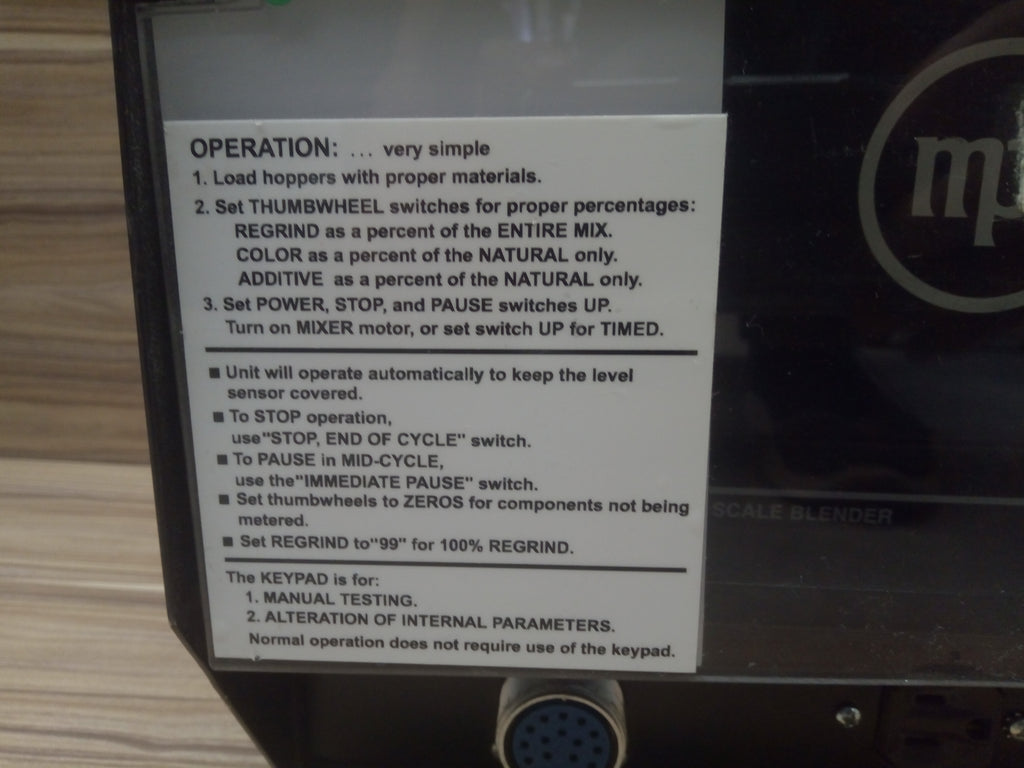 OPERATION: ... very simple
1. Load hoppers with proper materials.
2. Set THUMBWHEEL switches for proper percentages:
REGRIND as a percent of the ENTIRE MIX.
COLOR as a percent of the NATURAL only.
ADDITIVE as a percent of the NATURAL only.
3. Set POWER, STOP, and PAUSE switches UP.
Turn on MIXER motor, or set switch UP for TIMED.
■ Unit will operate automatically to keep the level
sensor covered.
■ To STOP operation,
use"STOP, END OF CYCLE" switch.
■ To PAUSE in MID-CYCLE,
use the"IMMEDIATE PAUSE" switch.
■ Set thumbwheels to ZEROS for components not being
metered.
■ Set REGRIND to"99" for 100% REGRIND.
The KEYPAD is for:
1. MANUAL TESTING.
2. ALTERATION OF INTERNAL PARAMETERS.
Normal operation does not require use of the keypad.
SCALE BLENDER